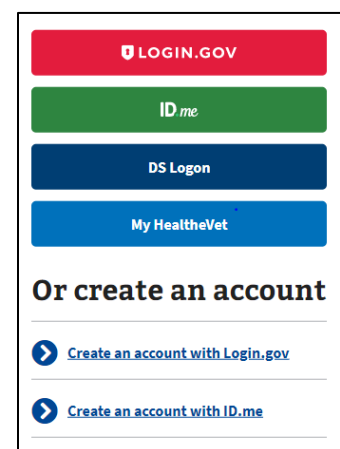 LOGIN.GOV
ID.me
DS Logon
My HealtheVet
Or create an account
Create an account with Login.gov
Create an account with ID.me